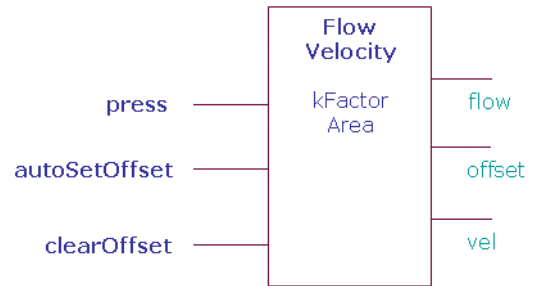 Flow
Velocity
kFactor
Area
press
autoSetOffset
clearOffset
flow
offset
vel